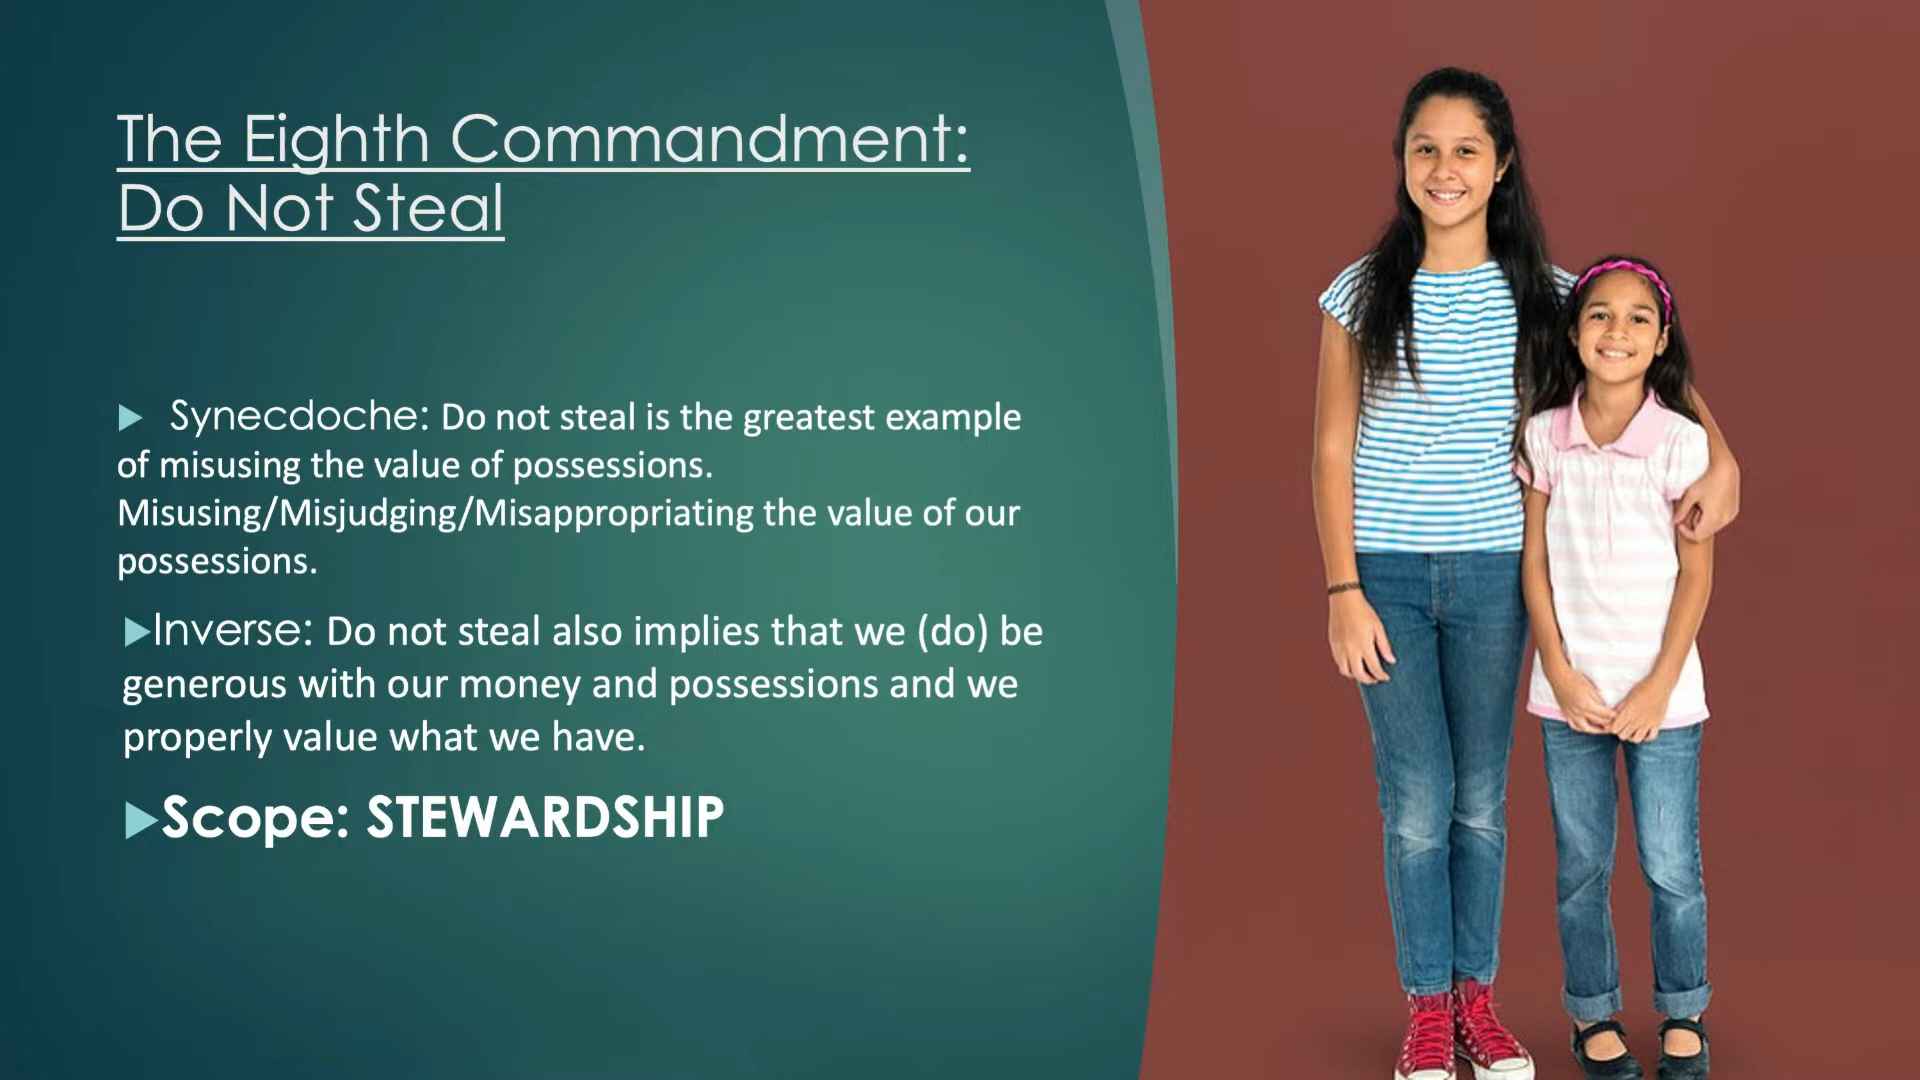 The Eighth Commandment:
Do Not Steal
Synecdoche: Do not steal is the greatest example
of misusing the value of possessions.
Misusing/Misjudging/Misappropriating the value of our
possessions.
Inverse: Do not steal also implies that we (do) be
generous with our money and possessions and we
properly value what we have.
Scope: STEWARDSHIP